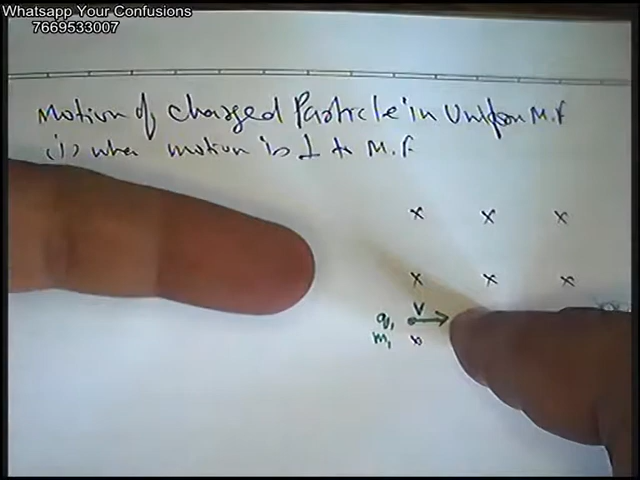 Whatsapp Your Confusions
7669533007
Motion of charged Particle in Uniform M.F
(i) when motion is ⊥ to M.F
x x x
x x x
V
q,
m, x